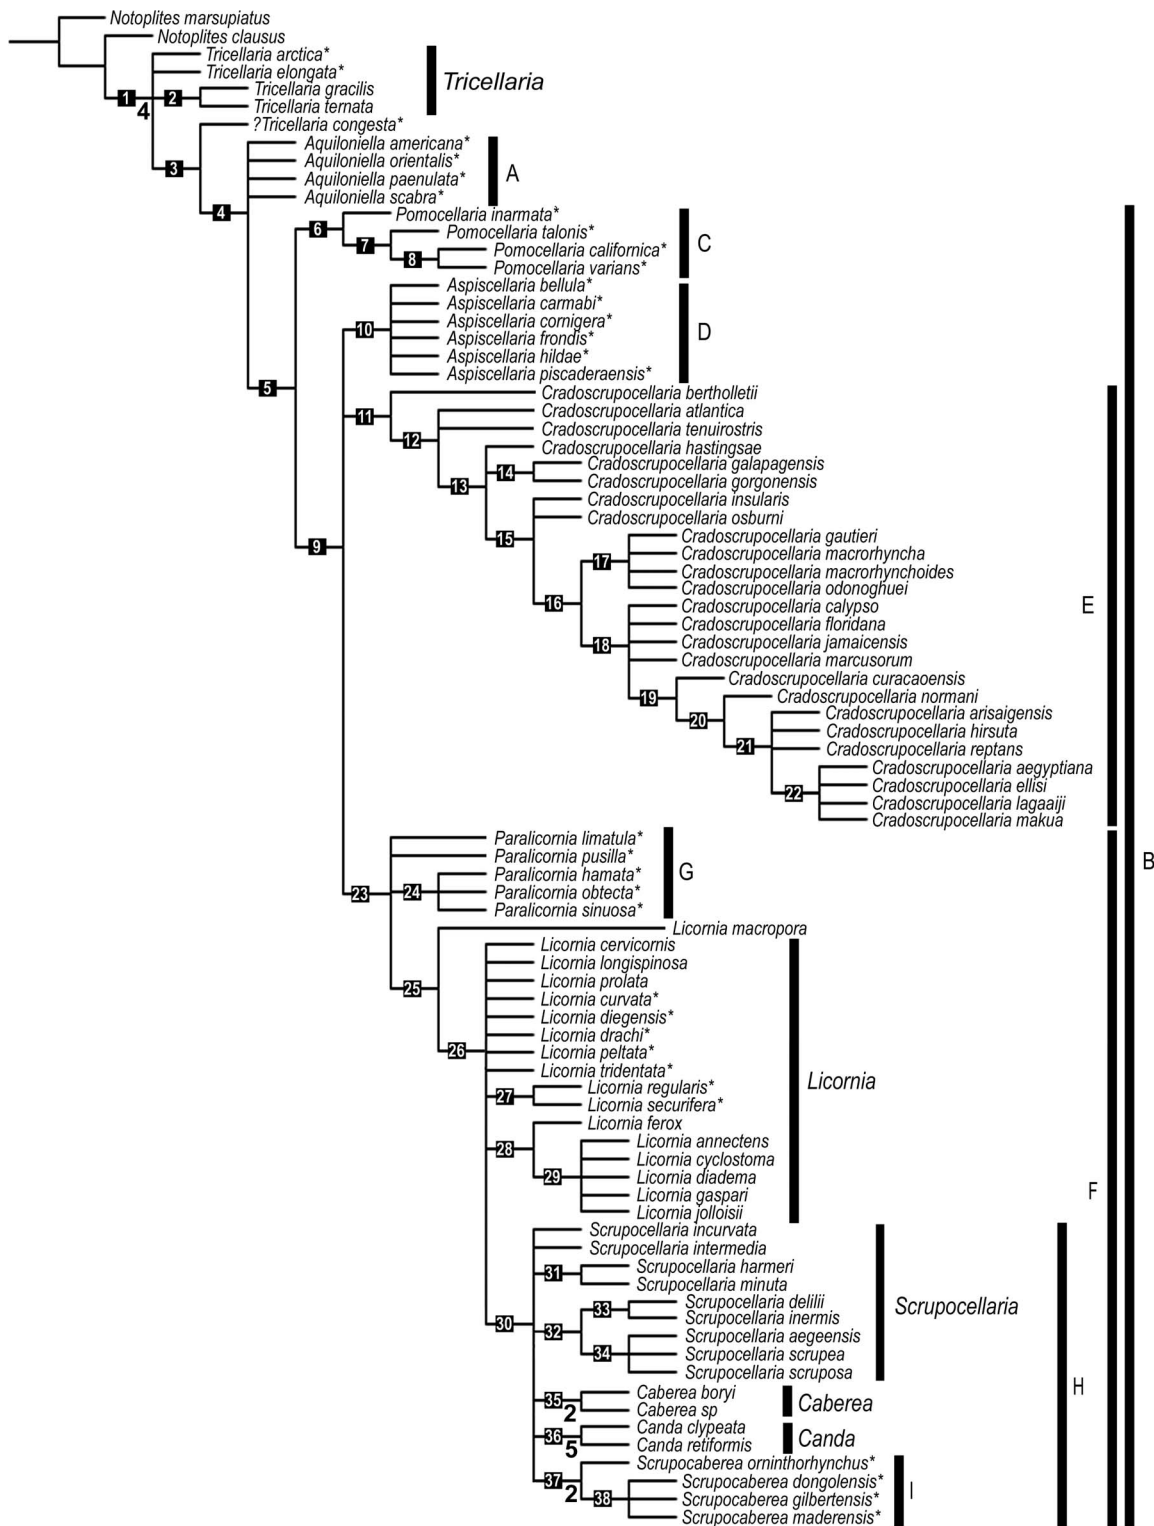 Notoplites marsupiatus
Notoplites clausus
Tricellaria arctica*
Tricellaria elongata*
Tricellaria gracilis
Tricellaria ternata
1
4
2
Tricellaria
?Tricellaria congesta*
3
Aquiloniella americana*
Aquiloniella orientalis*
Aquiloniella paenulata*
Aquiloniella scabra*
A
4
Pomocellaria inarmata*
Pomocellaria talonis*
Pomocellaria californica*
Pomocellaria varians*
6
7
8
C
Aspiscellaria bellula*
Aspiscellaria carmabi*
Aspiscellaria cornigera*
Aspiscellaria frondis*
Aspiscellaria hildae*
Aspiscellaria piscaderaensis*
10
D
5
Cradoscrupocellaria bertholletii
11
Cradoscrupocellaria atlantica
Cradoscrupocellaria tenuirostris
12
Cradoscrupocellaria hastingsae
Cradoscrupocellaria galapagensis
Cradoscrupocellaria gorgonensis
13
14
Cradoscrupocellaria insularis
Cradoscrupocellaria osburni
15
9
Cradoscrupocellaria gautieri
Cradoscrupocellaria macrorhyncha
Cradoscrupocellaria macrorhynchoides
Cradoscrupocellaria odonoghuei
17
16
Cradoscrupocellaria calypso
Cradoscrupocellaria floridana
Cradoscrupocellaria jamaicensis
Cradoscrupocellaria marcusorum
18
E
Cradoscrupocellaria curacaoensis
19
Cradoscrupocellaria normani
20
Cradoscrupocellaria arisaigensis
Cradoscrupocellaria hirsuta
Cradoscrupocellaria reptans
21
Cradoscrupocellaria aegyptiana
Cradoscrupocellaria ellisi
Cradoscrupocellaria lagaaiji
Cradoscrupocellaria makua
22
B
Paralicornia limatula*
Paralicornia pusilla*
Paralicornia hamata*
Paralicornia obtecta*
Paralicornia sinuosa*
23
24
G
Licornia macropora
25
Licornia cervicornis
Licornia longispinosa
Licornia prolata
Licornia curvata*
Licornia diegensis*
Licornia drachi*
Licornia peltata*
Licornia tridentata*
26
Licornia regularis*
Licornia securifera*
27
Licornia
Licornia ferox
28
Licornia annectens
Licornia cyclostoma
Licornia diadema
Licornia gaspari
Licornia jolloisii
29
F
Scrupocellaria incurvata
Scrupocellaria intermedia
Scrupocellaria harmeri
Scrupocellaria minuta
31
Scrupocellaria delilii
Scrupocellaria inermis
30
32
33
Scrupocellaria aegeensis
Scrupocellaria scrupea
Scrupocellaria scruposa
34
Scrupocellaria
H
Caberea boryi
Caberea sp
35
2
Caberea
Canda clypeata
Canda retiformis
36
5
Canda
Scrupocaberea orninthorhynchus*
37
2
Scrupocaberea dongolensis*
Scrupocaberea gilbertensis*
Scrupocaberea maderensis*
38
I